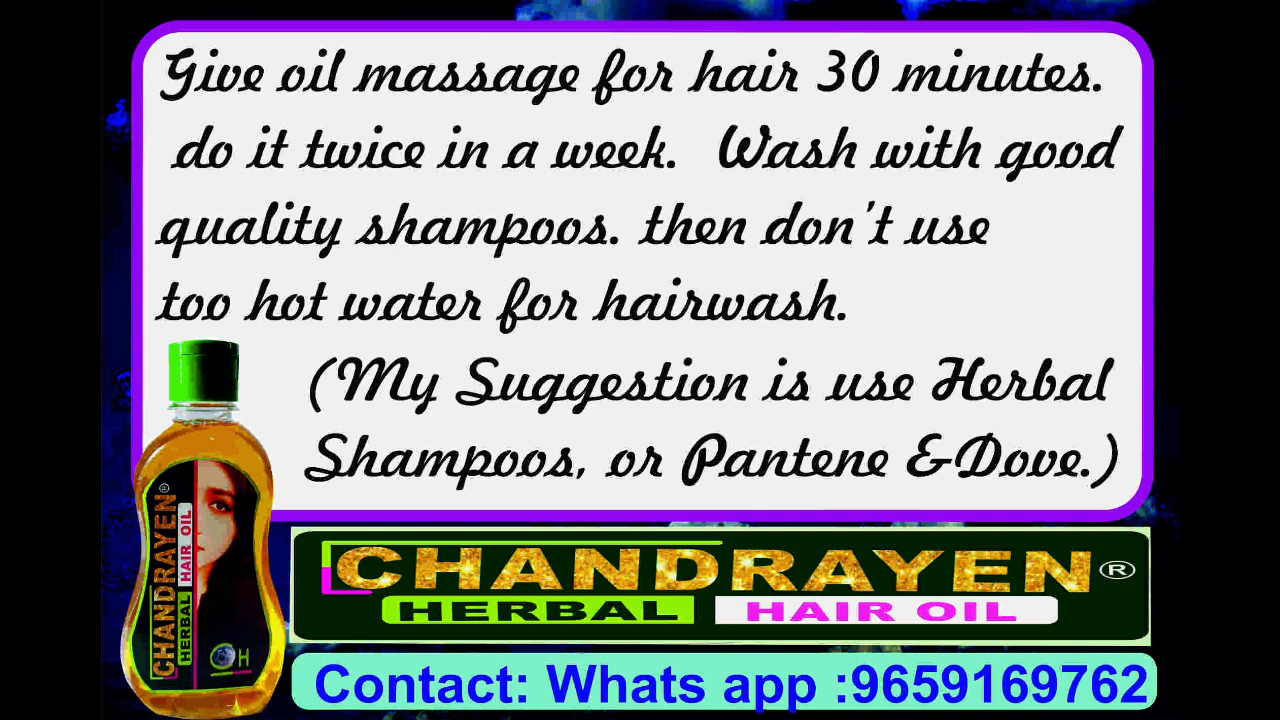 Give oil massage for hair 30 minutes.
do it twice in a week. Wash with good
quality shampoos. then don't use
too hot water for hairwash.
(My Suggestion is use Herbal
Shampoos, or Pantene &Dove.)
CHANDRAYEN®
HERBAL HAIR OIL
CHANDRAYEN®
HERBAL HAIR OIL
Contact: Whats app :9659169762